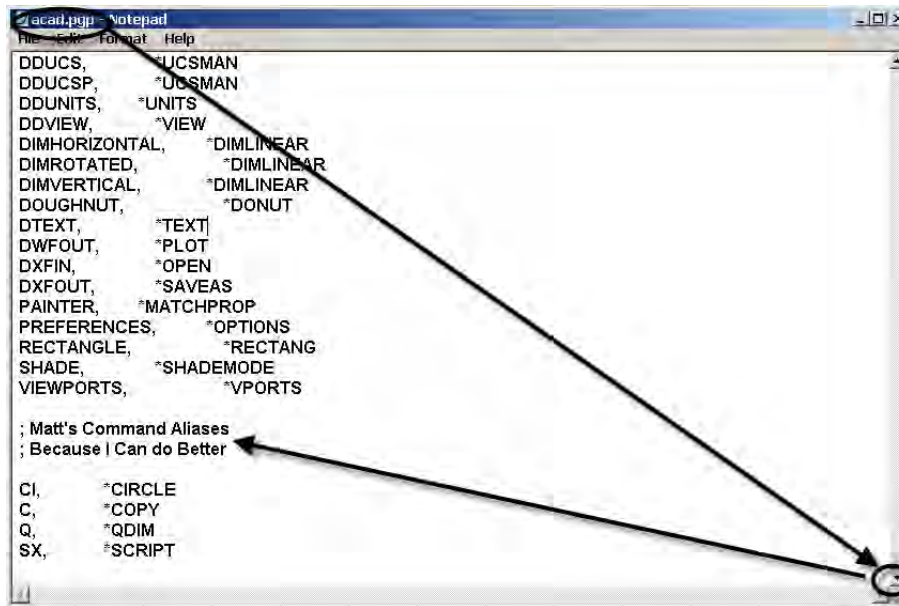 acad.pgp - Notepad
File Edit Format Help
DDUCS, *UCSMAN
DDUCSP, *UCSMAN
DDUNITS, *UNITS
DDVIEW, *VIEW
DIMHORIZONTAL, *DIMLINEAR
DIMROTATED, *DIMLINEAR
DIMVERTICAL, *DIMLINEAR
DOUGHNUT, *DONUT
DTEXT, *TEXT
DWFOUT, *PLOT
DXFIN, *OPEN
DXFOUT, *SAVEAS
PAINTER, *MATCHPROP
PREFERENCES, *OPTIONS
RECTANGLE, *RECTANG
SHADE, *SHADEMODE
VIEWPORTS, *VPORTS
; Matt's Command Aliases
; Because I Can do Better
CI, *CIRCLE
C, *COPY
Q, *QDIM
SX, *SCRIPT